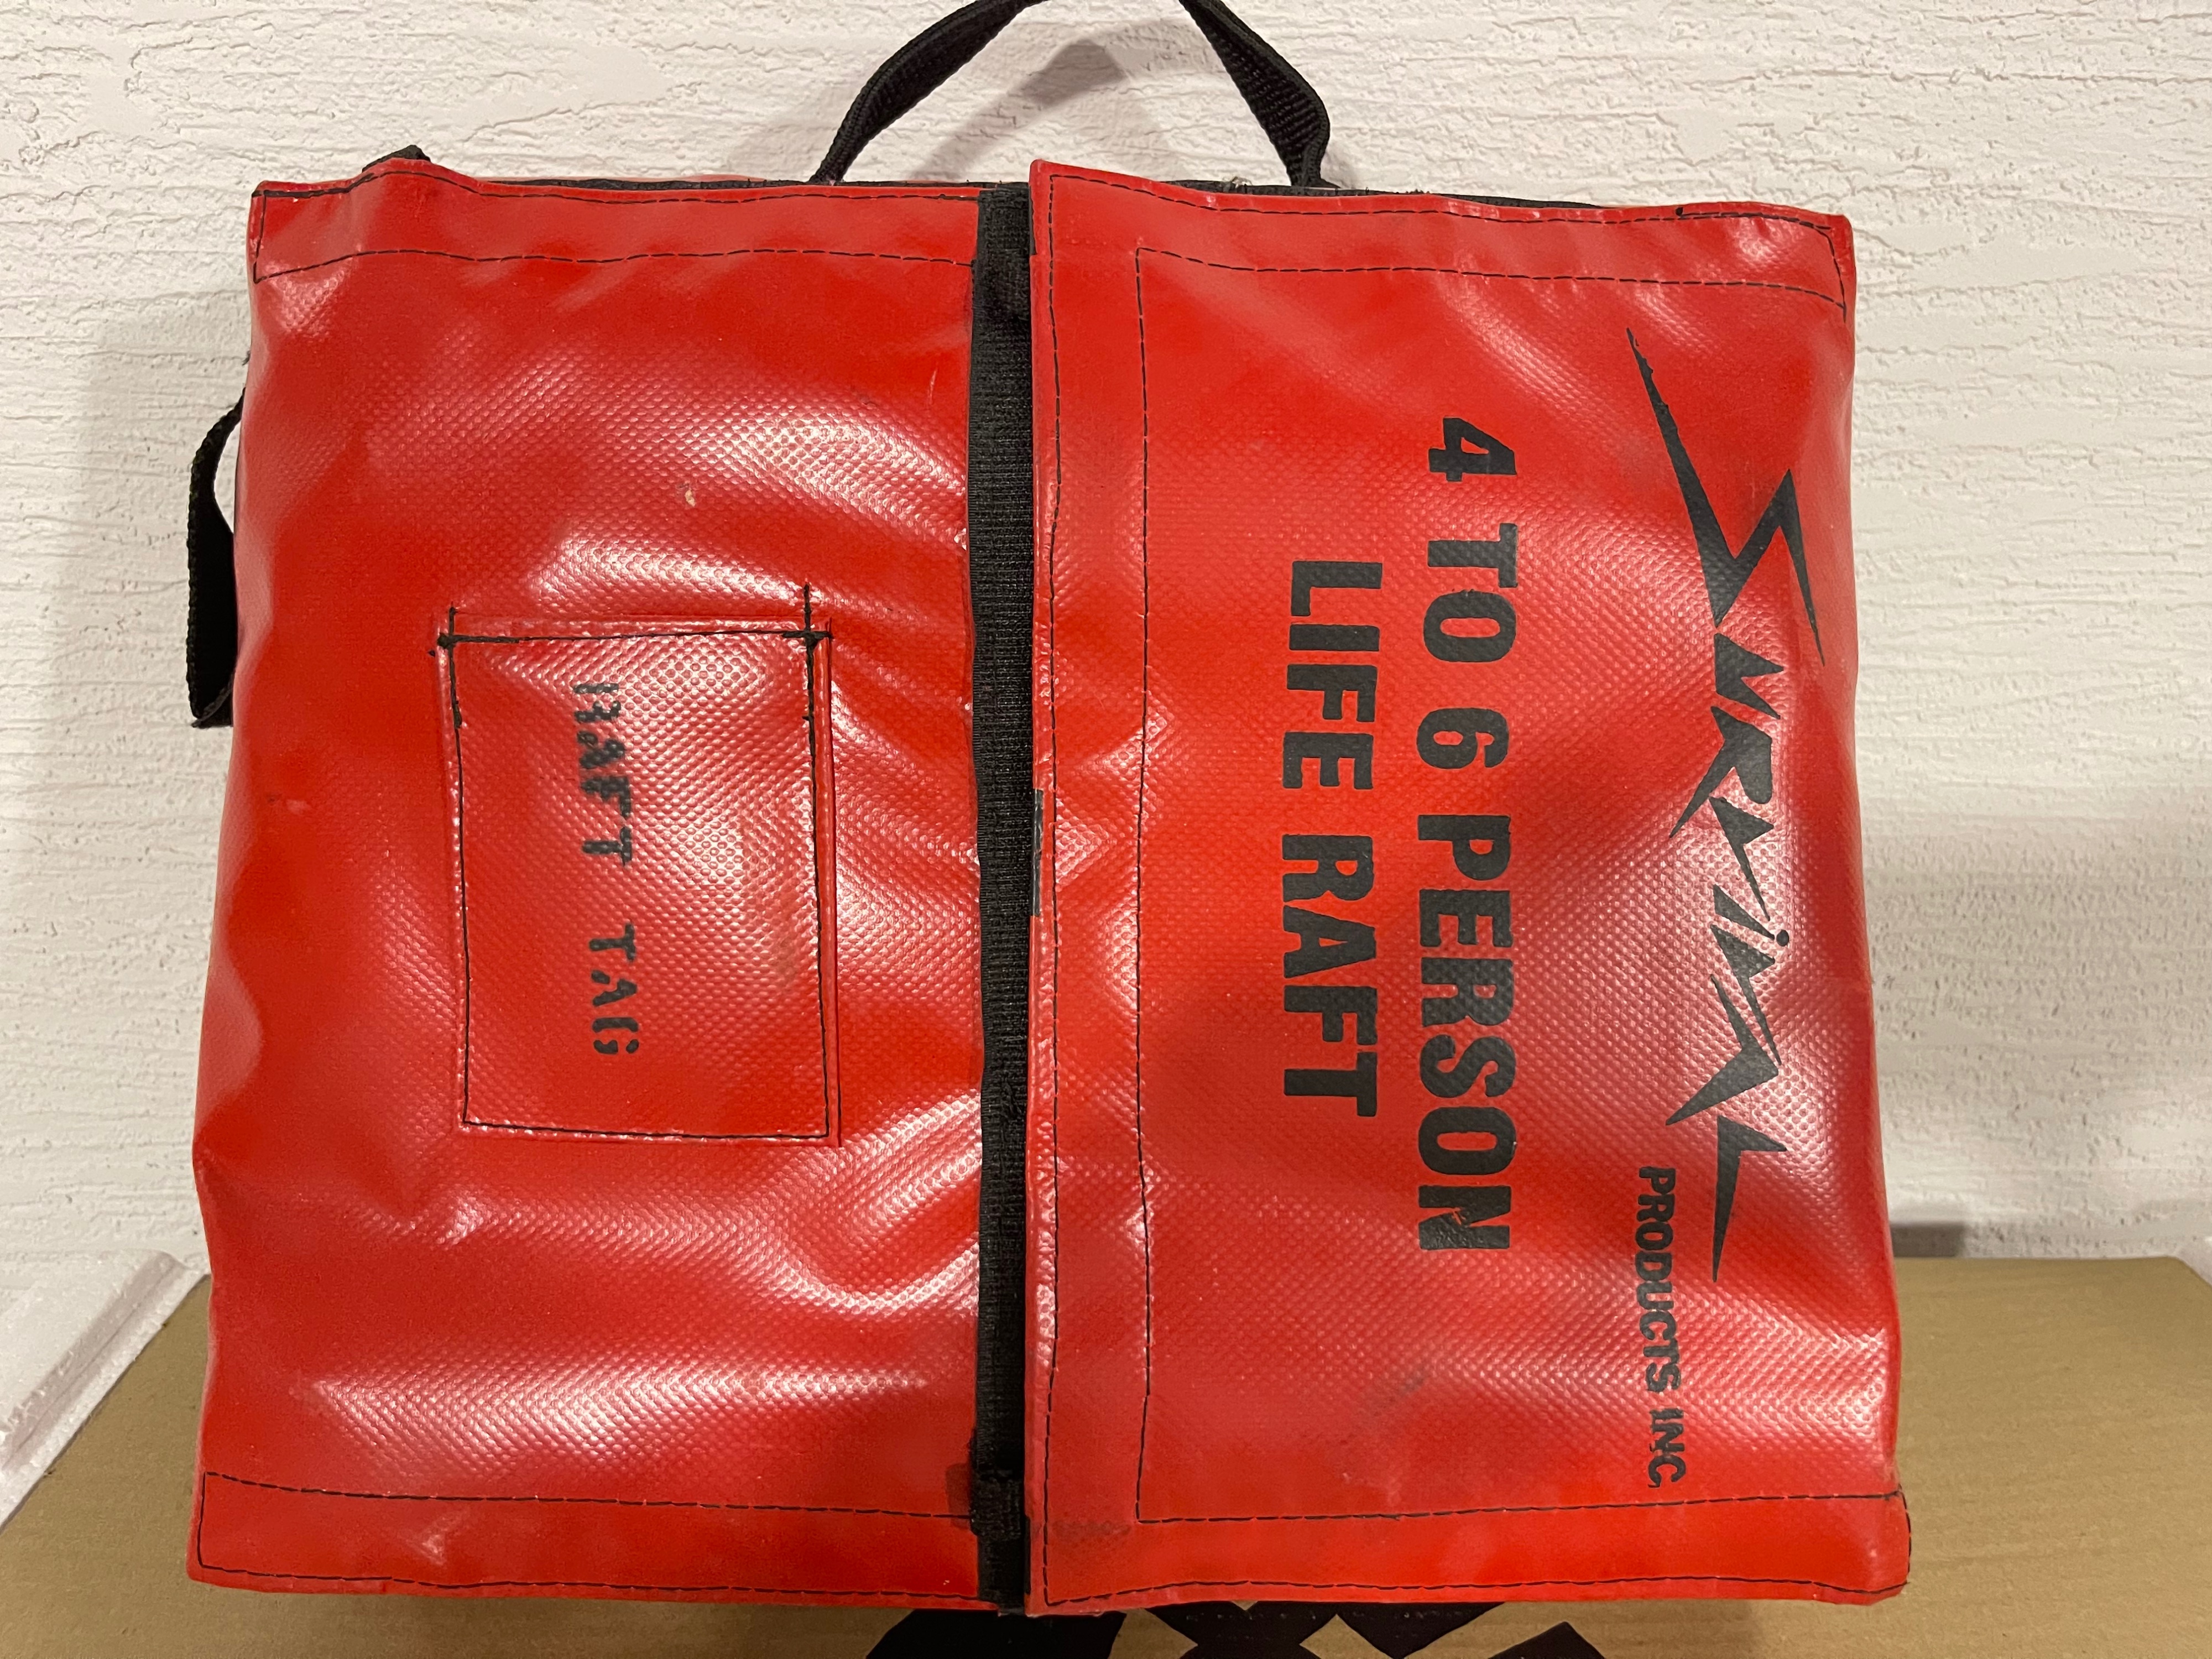 SURViVAL
PRODUCTS INC.
4 TO 6 PERSON
LIFE RAFT
RAFT TAG